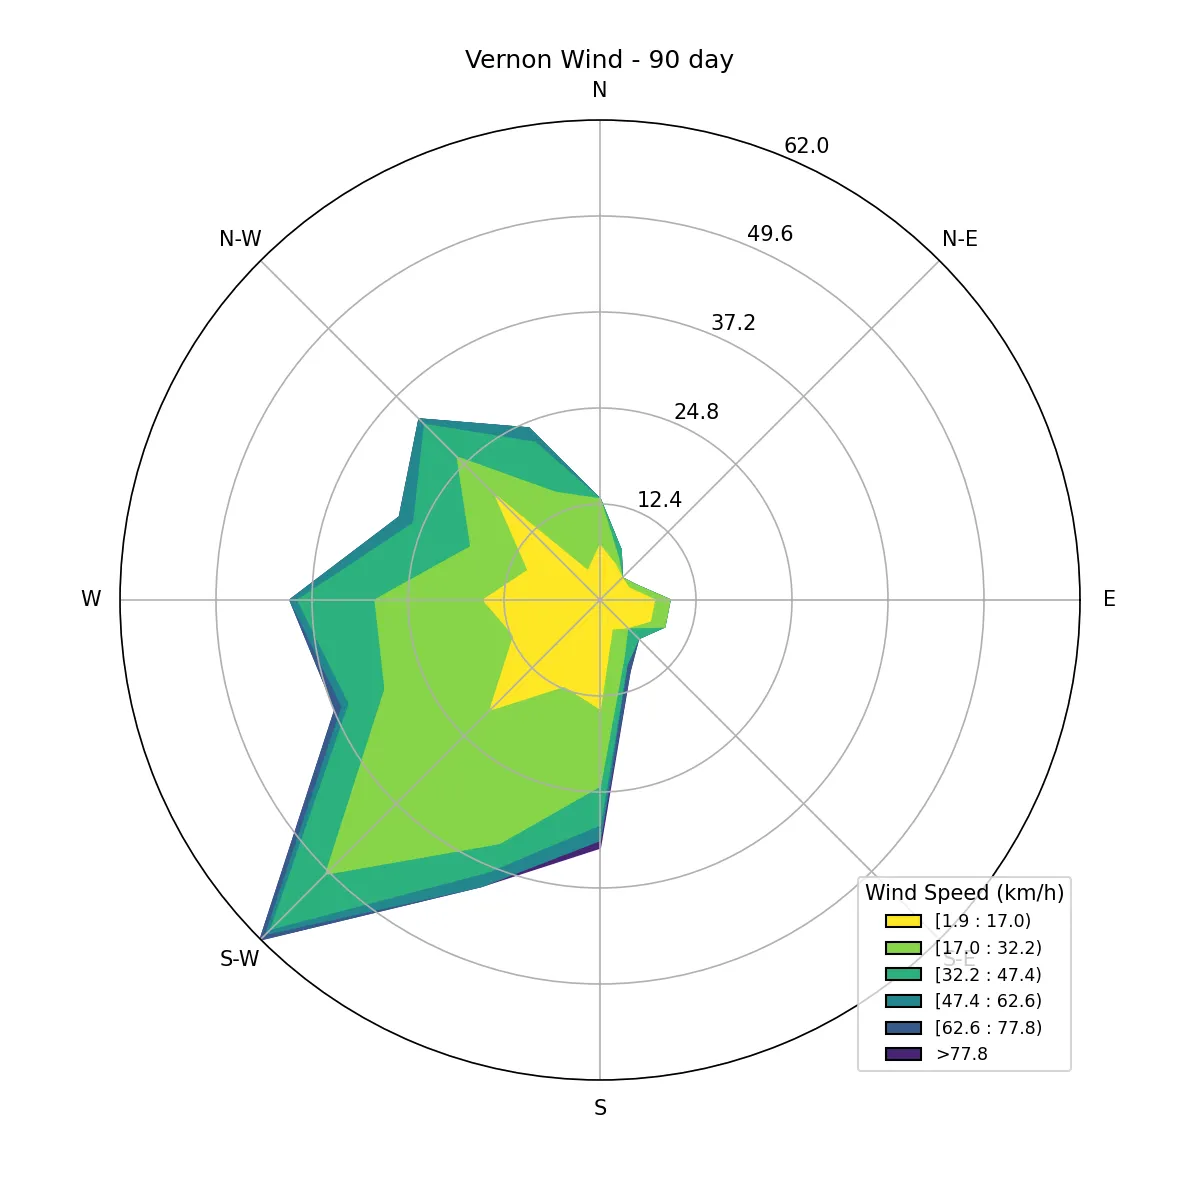 Vernon Wind - 90 day
N
62.0
N-W
49.6
N-E
37.2
24.8
12.4
W
E
Wind Speed (km/h)
[1.9 : 17.0)
[17.0 : 32.2)
S-W
S-E
[32.2 : 47.4)
[47.4 : 62.6)
[62.6 : 77.8)
>77.8
S